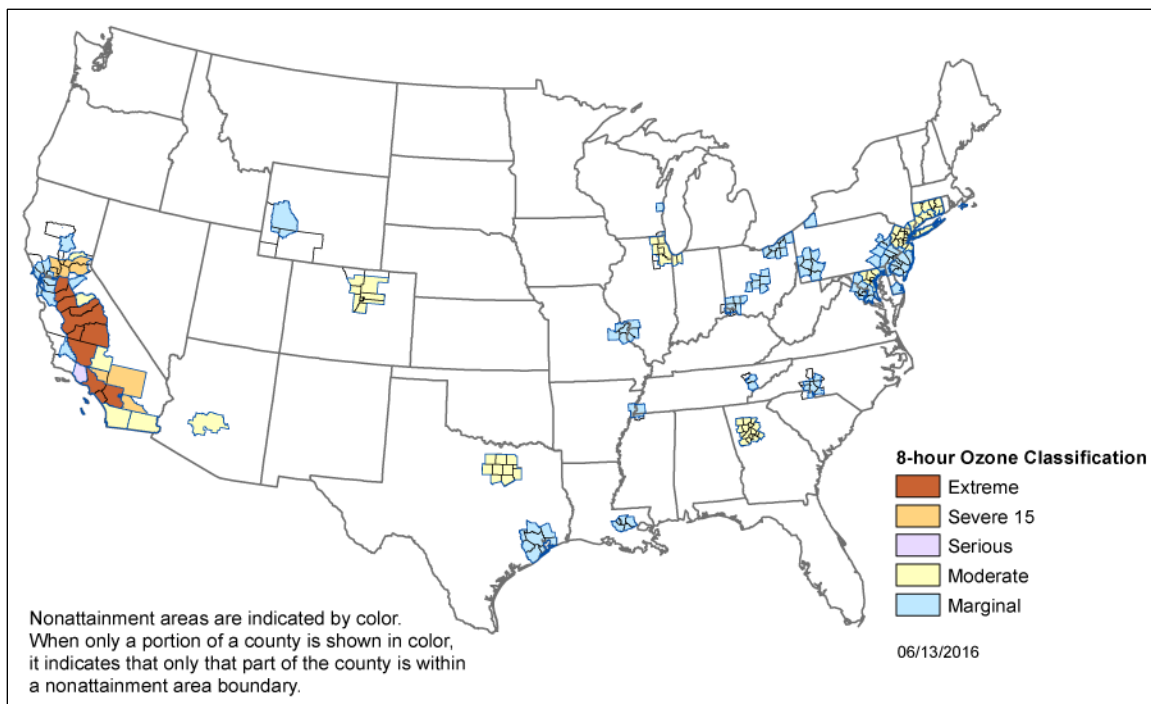 8-hour Ozone Classification
Extreme
Severe 15
Serious
Moderate
Marginal
Nonattainment areas are indicated by color.
When only a portion of a county is shown in color,
it indicates that only that part of the county is within
a nonattainment area boundary.
06/13/2016